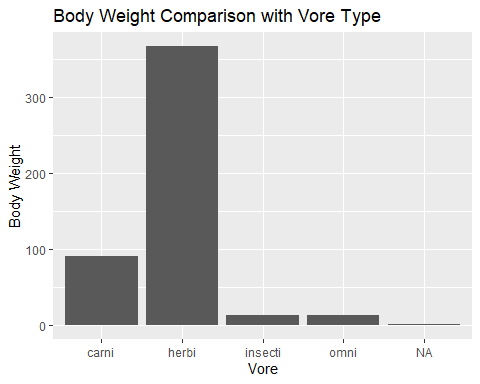 Body Weight Comparison with Vore Type
Body Weight
300
200
100
0
carni herbi insecti omni NA
Vore